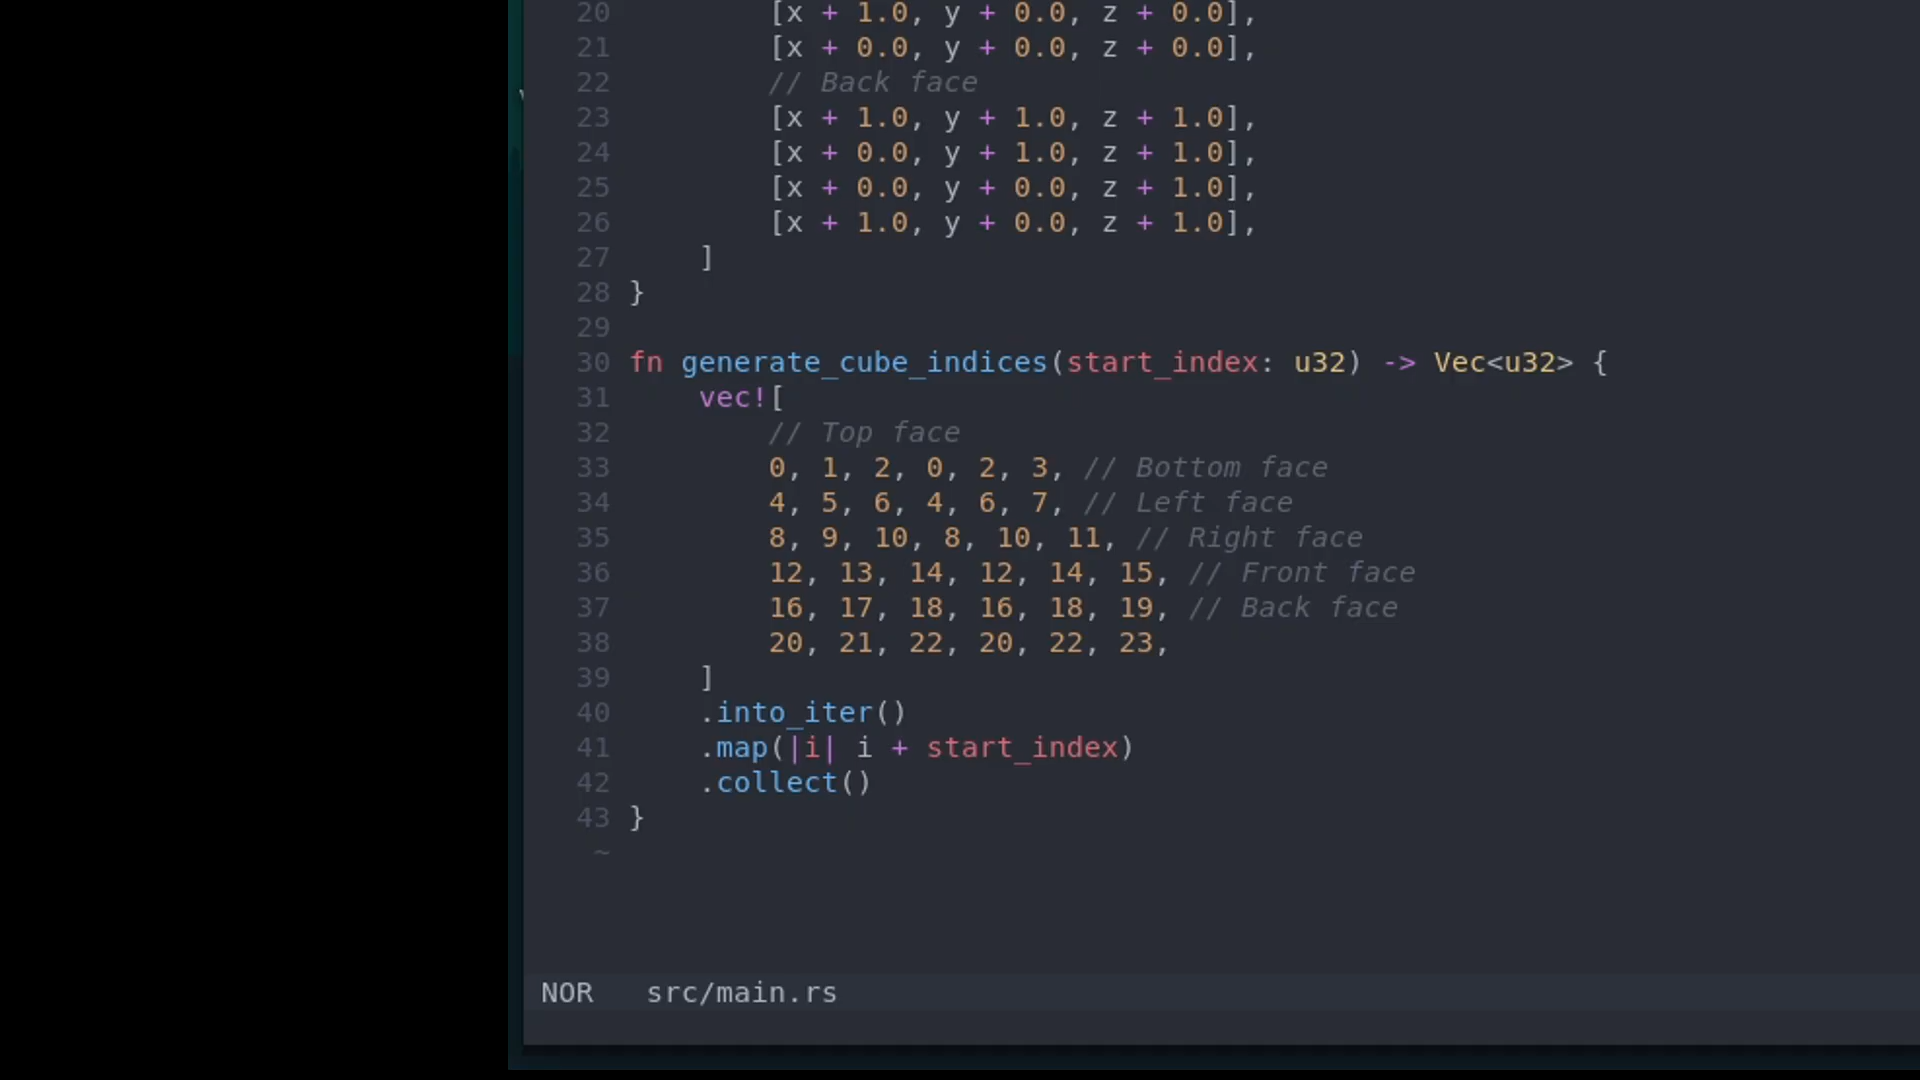 20 [x + 1.0, y + 0.0, z + 0.0],
21 [x + 0.0, y + 0.0, z + 0.0],
22 // Back face
23 [x + 1.0, y + 1.0, z + 1.0],
24 [x + 0.0, y + 1.0, z + 1.0],
25 [x + 0.0, y + 0.0, z + 1.0],
26 [x + 1.0, y + 0.0, z + 1.0],
27 ]
28 }
29
30 fn generate_cube_indices(start_index: u32) -> Vec<u32> {
31 vec![
32 // Top face
33 0, 1, 2, 0, 2, 3, // Bottom face
34 4, 5, 6, 4, 6, 7, // Left face
35 8, 9, 10, 8, 10, 11, // Right face
36 12, 13, 14, 12, 14, 15, // Front face
37 16, 17, 18, 16, 18, 19, // Back face
38 20, 21, 22, 20, 22, 23,
39 ]
40 .into_iter()
41 .map(|i| i + start_index)
42 .collect()
43 }
~
NOR src/main.rs